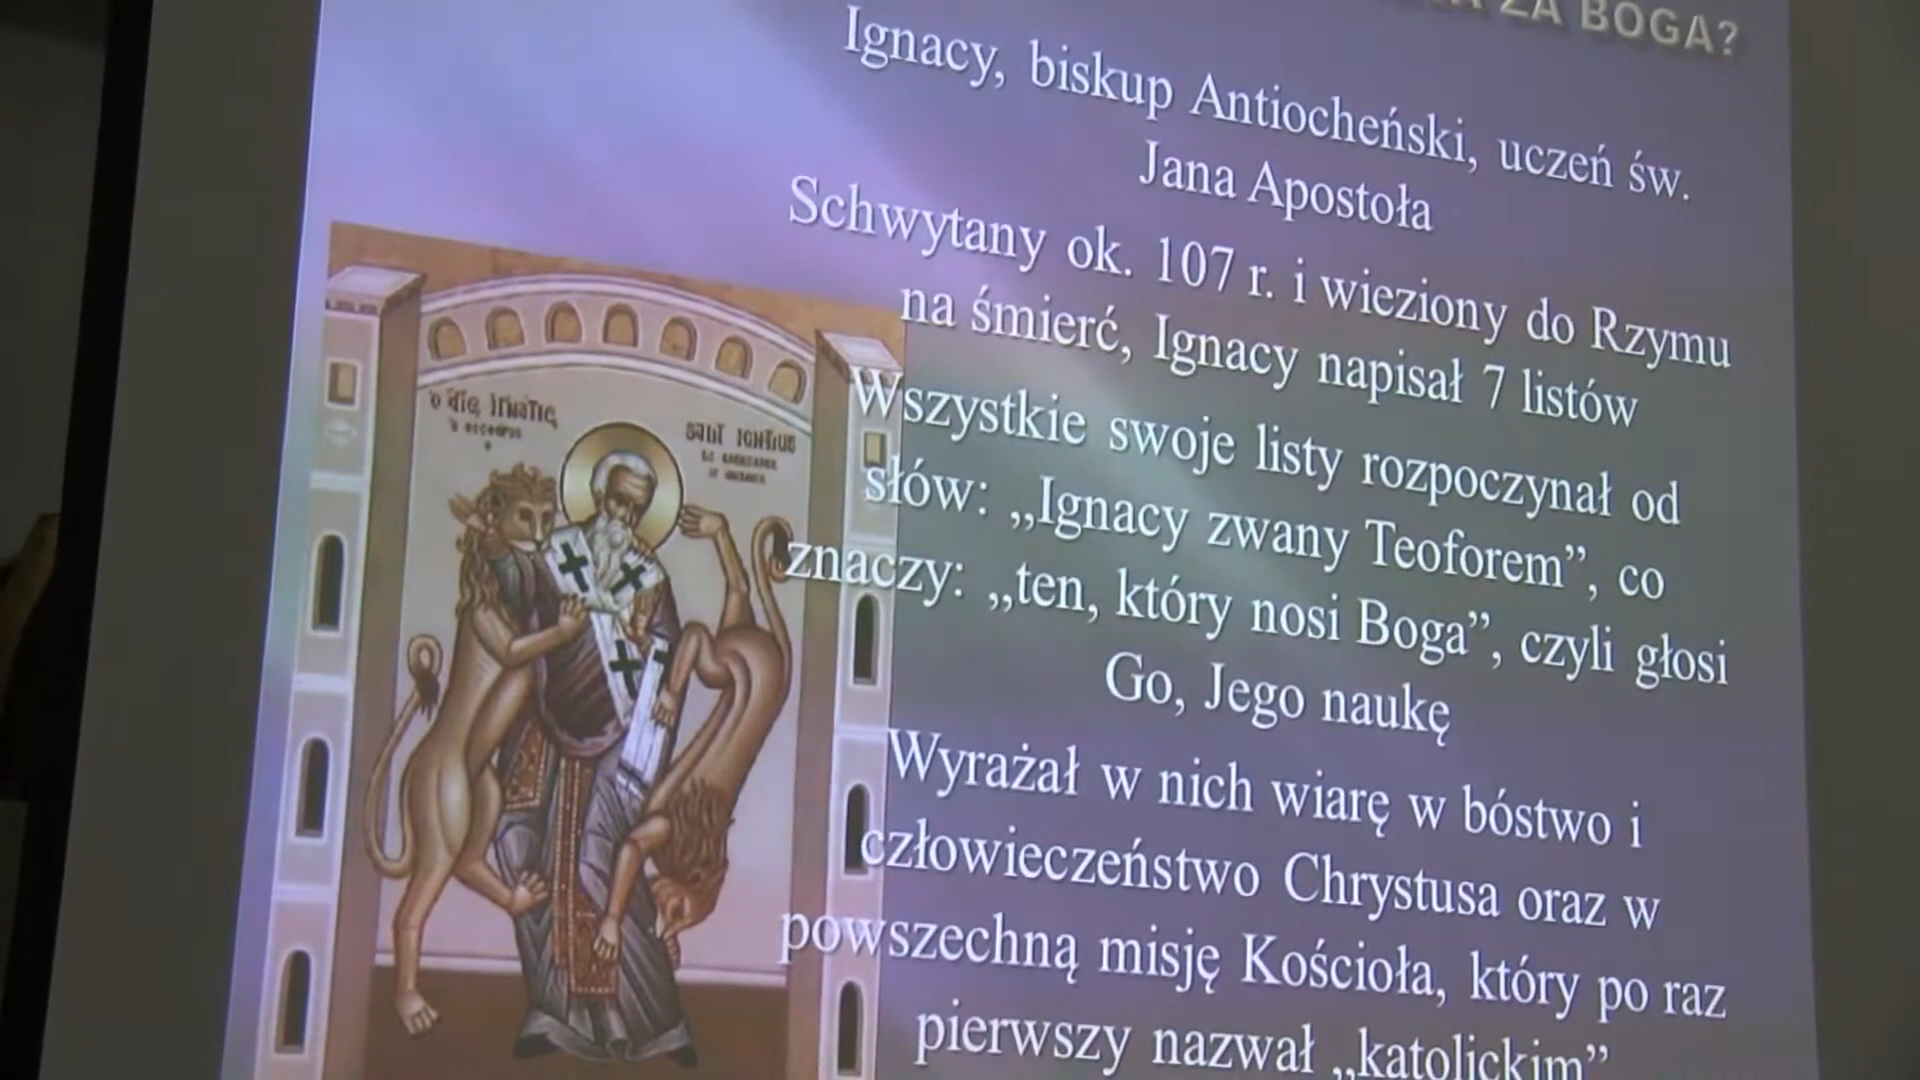 ZA BOGA?
Ignacy, biskup Antiocheński, uczeń św.
Jana Apostoła
Schwytany ok. 107 r. i wieziony do Rzymu
na śmierć, Ignacy napisał 7 listów
Wszystkie swoje listy rozpoczynał od
słów: „Ignacy zwany Teoforem”, co
znaczy: „ten, który nosi Boga”, czyli głosi
Go, Jego naukę
Wyrażał w nich wiarę w bóstwo i
człowieczeństwo Chrystusa oraz w
powszechną misję Kościoła, który po raz
pierwszy nazwał „katolickim”